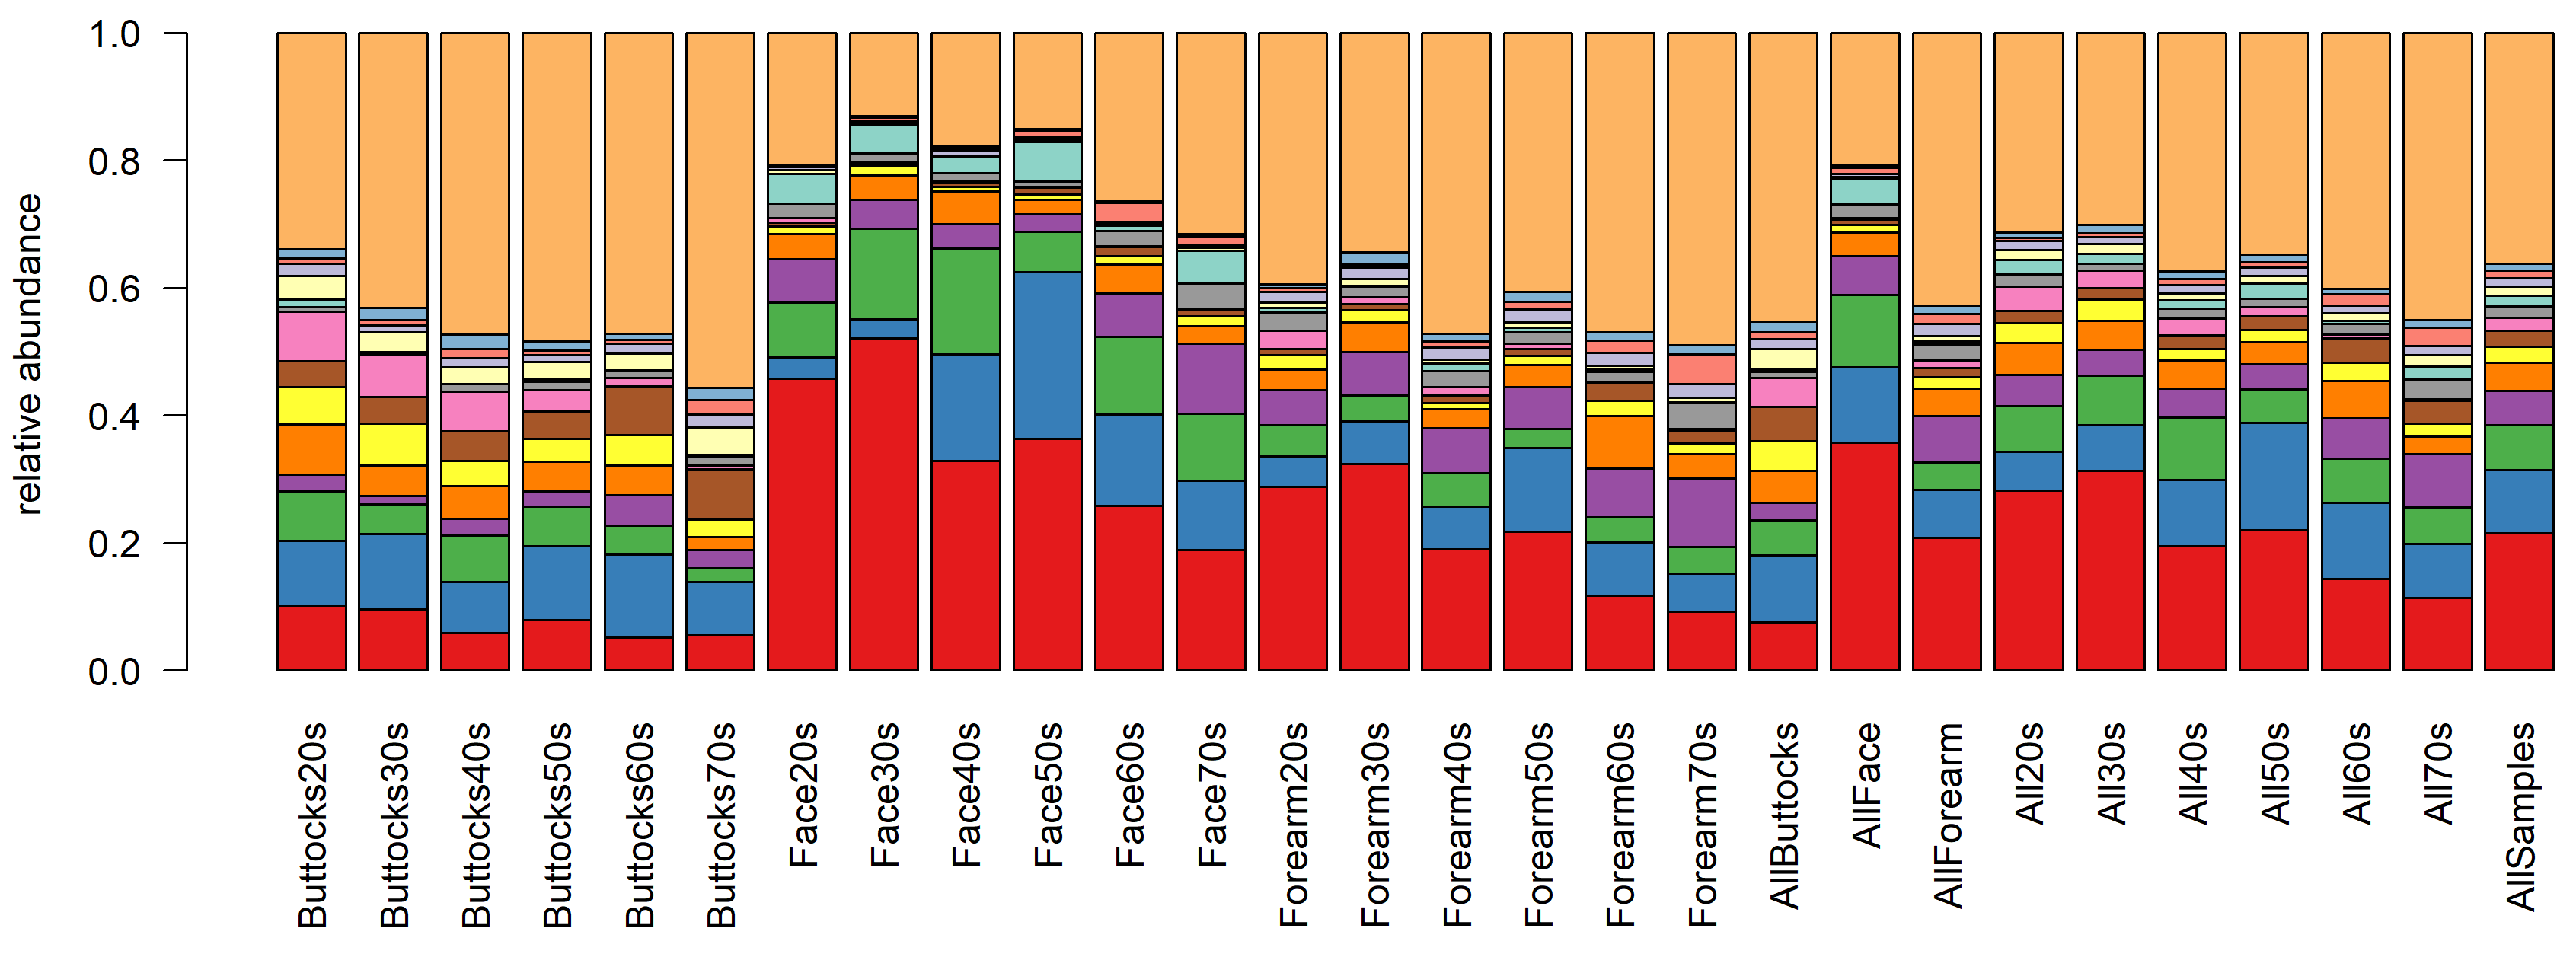 relative abundance
1.0
0.8
0.6
0.4
0.2
0.0
Buttocks20s
Buttocks30s
Buttocks40s
Buttocks50s
Buttocks60s
Buttocks70s
Face20s
Face30s
Face40s
Face50s
Face60s
Face70s
Forearm20s
Forearm30s
Forearm40s
Forearm50s
Forearm60s
Forearm70s
AllButtocks
AllFace
AllForearm
All20s
All30s
All40s
All50s
All60s
All70s
AllSamples